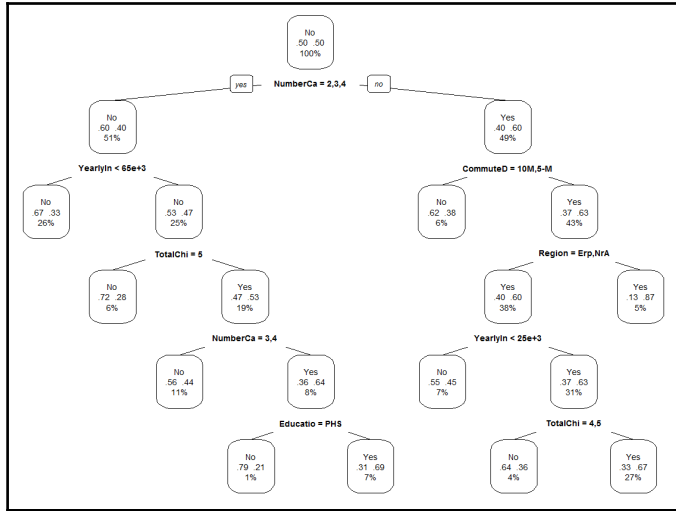 No
.50 .50
100%
yes NumberCa = 2,3,4 no
No
.60 .40
51%
Yes
.40 .60
49%
YearlyIn < 65e+3
CommuteD = 10M,5-M
No
.67 .33
26%
No
.53 .47
25%
No
.62 .38
6%
Yes
.37 .63
43%
TotalChi = 5
Region = Erp,NrA
No
.72 .28
6%
Yes
.47 .53
19%
Yes
.40 .60
38%
Yes
.13 .87
5%
NumberCa = 3,4
YearlyIn < 25e+3
No
.56 .44
11%
Yes
.36 .64
8%
No
.55 .45
7%
Yes
.37 .63
31%
Educatio = PHS
TotalChi = 4,5
No
.79 .21
1%
Yes
.31 .69
7%
No
.64 .36
4%
Yes
.33 .67
27%